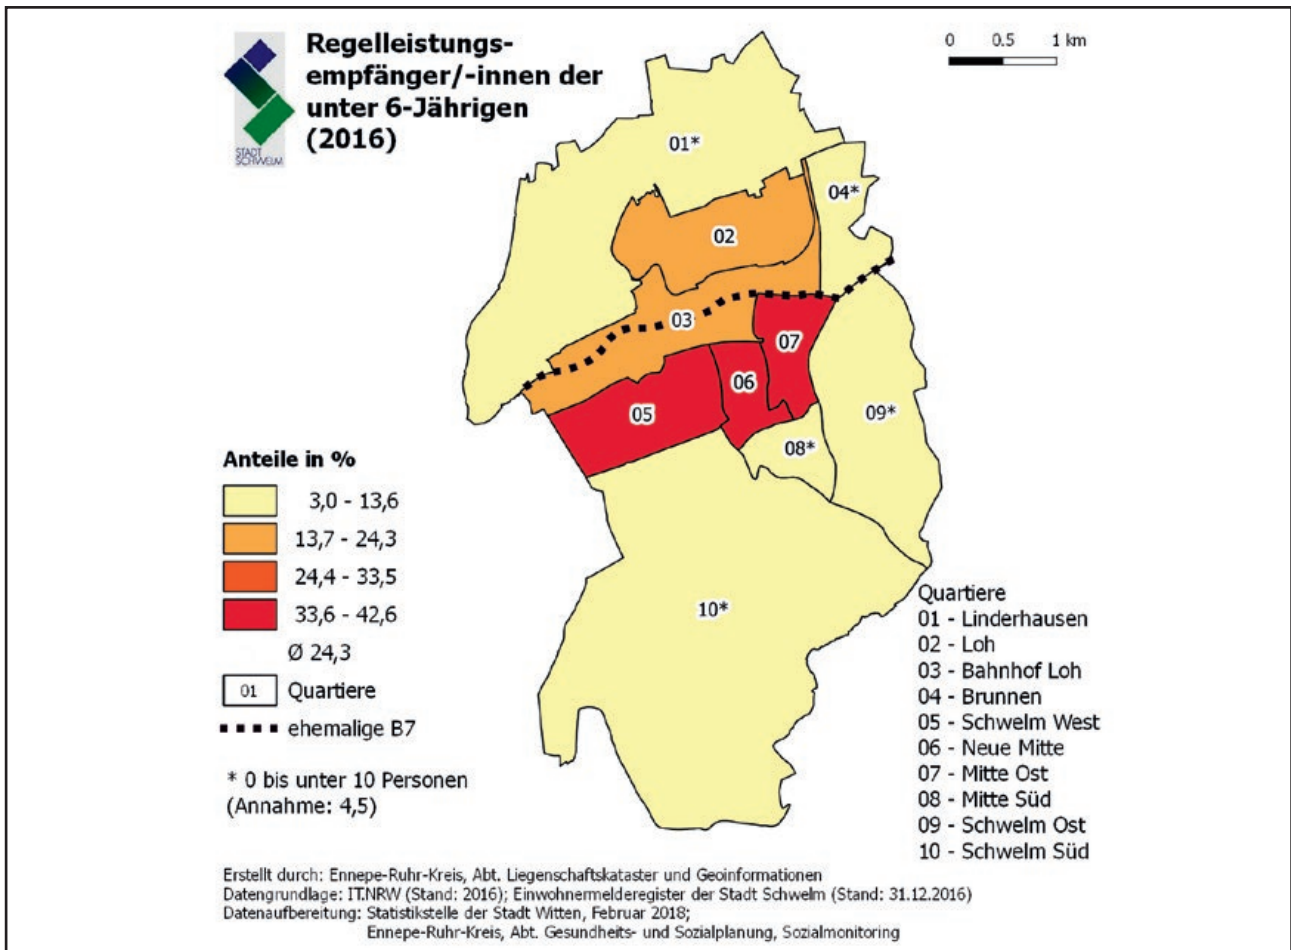 Regelleistungs-
empfänger/-innen der
unter 6-Jährigen
(2016)
STADT
SCHWELM
0 0.5 1 km
01*
04*
02
03
07
06
05
09*
08*
10*
Anteile in %
3,0 - 13,6
13,7 - 24,3
24,4 - 33,5
33,6 - 42,6
Ø 24,3
01 Quartiere
ehemalige B7
* 0 bis unter 10 Personen
(Annahme: 4,5)
Quartiere
01 - Linderhausen
02 - Loh
03 - Bahnhof Loh
04 - Brunnen
05 - Schwelm West
06 - Neue Mitte
07 - Mitte Ost
08 - Mitte Süd
09 - Schwelm Ost
10 - Schwelm Süd
Erstellt durch: Ennepe-Ruhr-Kreis, Abt. Liegenschaftskataster und Geoinformationen
Datengrundlage: IT.NRW (Stand: 2016); Einwohnermelderegister der Stadt Schwelm (Stand: 31.12.2016)
Datenaufbereitung: Statistikstelle der Stadt Witten, Februar 2018;
Ennepe-Ruhr-Kreis, Abt. Gesundheits- und Sozialplanung, Sozialmonitoring